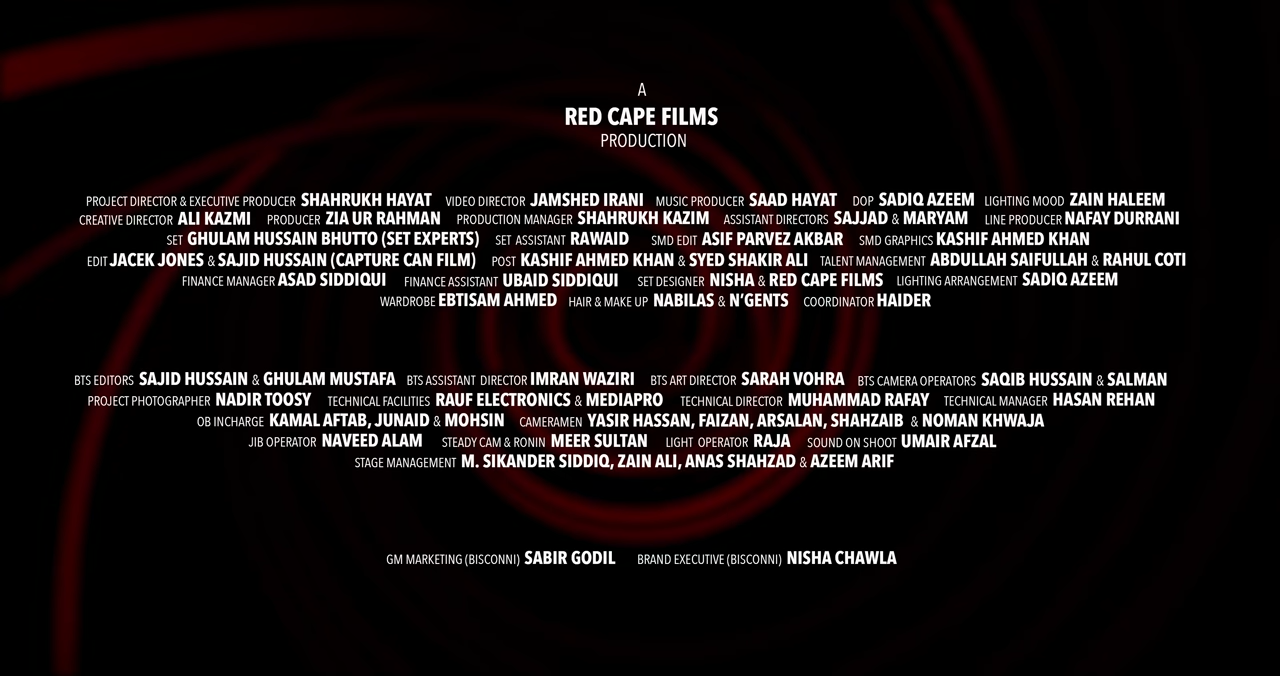 A
RED CAPE FILMS
PRODUCTION
PROJECT DIRECTOR & EXECUTIVE PRODUCER SHAHRUKH HAYAT VIDEO DIRECTOR JAMSHED IRANI MUSIC PRODUCER SAAD HAYAT DOP SADIQ AZEEM LIGHTING MOOD ZAIN HALEEM
CREATIVE DIRECTOR ALI KAZMI PRODUCER ZIA UR RAHMAN PRODUCTION MANAGER SHAHRUKH KAZIM ASSISTANT DIRECTORS SAJJAD & MARYAM LINE PRODUCER NAFAY DURRANI
SET GHULAM HUSSAIN BHUTTO (SET EXPERTS) SET ASSISTANT RAWAID SMD EDIT ASIF PARVEZ AKBAR SMD GRAPHICS KASHIF AHMED KHAN
EDIT JACEK JONES & SAJID HUSSAIN (CAPTURE CAN FILM) POST KASHIF AHMED KHAN & SYED SHAKIR ALI TALENT MANAGEMENT ABDULLAH SAIFULLAH & RAHUL COTI
FINANCE MANAGER ASAD SIDDIQUI FINANCE ASSISTANT UBAID SIDDIQUI SET DESIGNER NISHA & RED CAPE FILMS LIGHTING ARRANGEMENT SADIQ AZEEM
WARDROBE EBTISAM AHMED HAIR & MAKE UP NABILAS & N'GENTS COORDINATOR HAIDER
BTS EDITORS SAJID HUSSAIN & GHULAM MUSTAFA BTS ASSISTANT DIRECTOR IMRAN WAZIRI BTS ART DIRECTOR SARAH VOHRA BTS CAMERA OPERATORS SAQIB HUSSAIN & SALMAN
PROJECT PHOTOGRAPHER NADIR TOOSY TECHNICAL FACILITIES RAUF ELECTRONICS & MEDIAPRO TECHNICAL DIRECTOR MUHAMMAD RAFAY TECHNICAL MANAGER HASAN REHAN
OB INCHARGE KAMAL AFTAB, JUNAID & MOHSIN CAMERAMEN YASIR HASSAN, FAIZAN, ARSALAN, SHAHZAIB & NOMAN KHWAJA
JIB OPERATOR NAVEED ALAM STEADY CAM & RONIN MEER SULTAN LIGHT OPERATOR RAJA SOUND ON SHOOT UMAIR AFZAL
STAGE MANAGEMENT M. SIKANDER SIDDIQ, ZAIN ALI, ANAS SHAHZAD & AZEEM ARIF
GM MARKETING (BISCONNI) SABIR GODIL BRAND EXECUTIVE (BISCONNI) NISHA CHAWLA